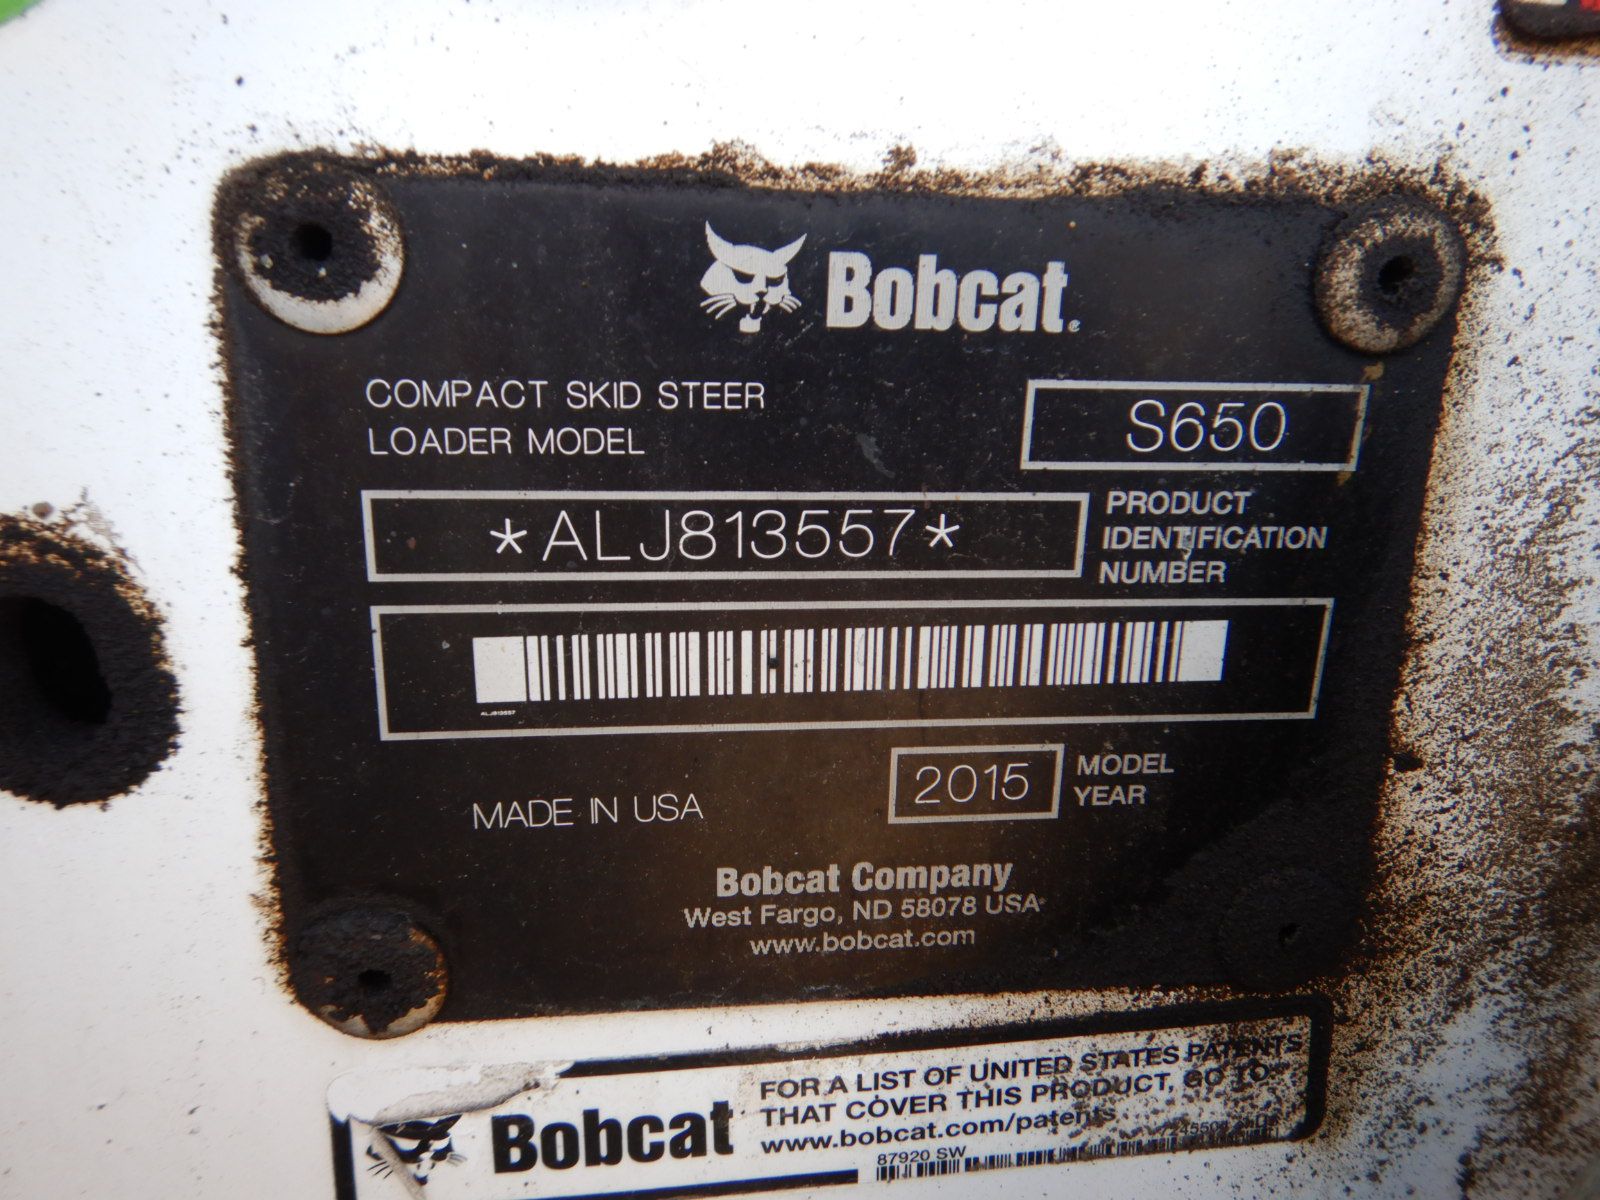 Bobcat®
COMPACT SKID STEER
LOADER MODEL
S650
*ALJ813557*
PRODUCT
IDENTIFICATION
NUMBER
ALJ813557
MADE IN USA
2015
MODEL
YEAR
Bobcat Company
West Fargo, ND 58078 USA
www.bobcat.com
Bobcat
FOR A LIST OF UNITED STATES PATENTS
THAT COVER THIS PRODUCT, GO TO
www.bobcat.com/patents
87920 SW